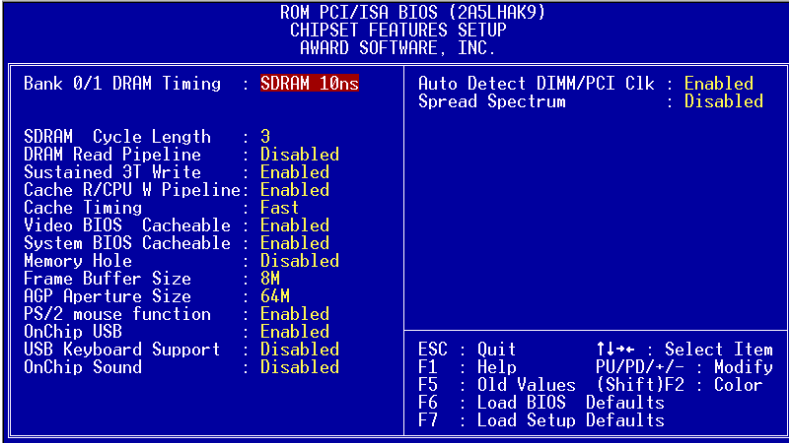 ROM PCI/ISA BIOS (2A5LHAK9)
CHIPSET FEATURES SETUP
AWARD SOFTWARE, INC.
Bank 0/1 DRAM Timing : SDRAM 10ns
SDRAM Cycle Length : 3
DRAM Read Pipeline : Disabled
Sustained 3T Write : Enabled
Cache R/CPU W Pipeline: Enabled
Cache Timing : Fast
Video BIOS Cacheable : Enabled
System BIOS Cacheable : Enabled
Memory Hole : Disabled
Frame Buffer Size : 8M
AGP Aperture Size : 64M
PS/2 mouse function : Enabled
OnChip USB : Enabled
USB Keyboard Support : Disabled
OnChip Sound : Disabled
Auto Detect DIMM/PCI Clk : Enabled
Spread Spectrum : Disabled
ESC : Quit ↑↓→← : Select Item
F1 : Help PU/PD/+/- : Modify
F5 : Old Values (Shift)F2 : Color
F6 : Load BIOS Defaults
F7 : Load Setup Defaults